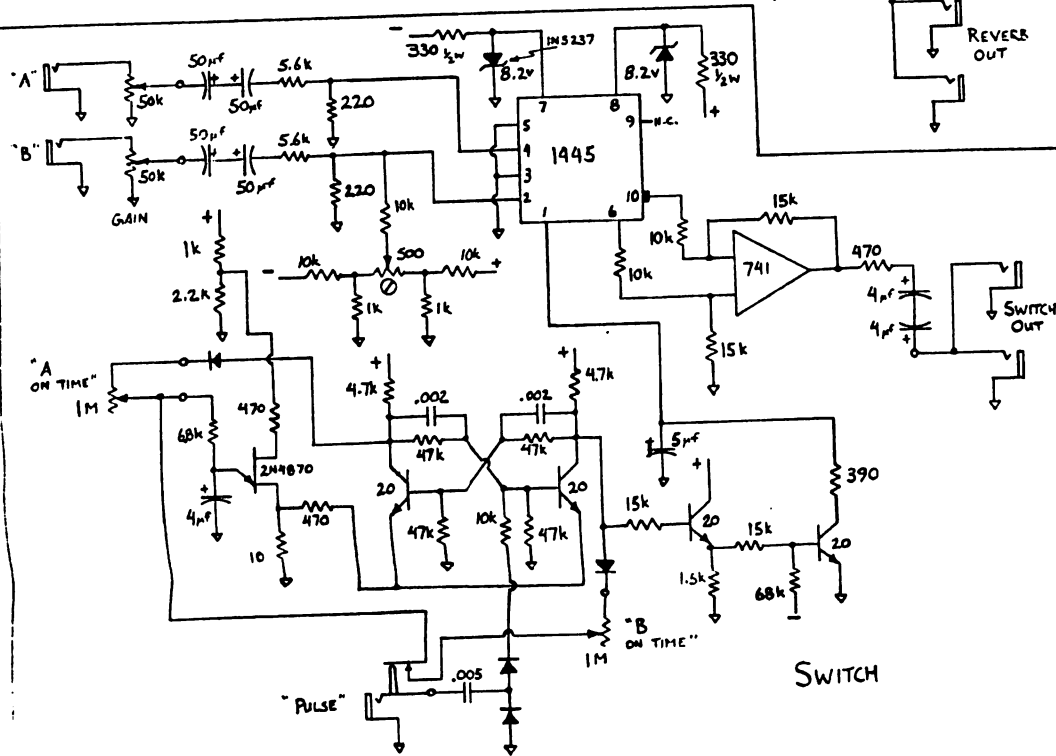 REVERB
OUT
−
330 ½W
1N5237
8.2V
8.2V
330
½W
+
"A"
50k
50µf
+
+
50µf
5.6k
220
7
8
5
4
3
2
1
6
9
10
1445
N.C.
"B"
50k
GAIN
50µf
+
+
50µf
5.6k
220
10k
+
1k
2.2k
−
10k
500
10k
+
1k
1k
10k
10k
15k
741
15k
470
+
4µf
4µf
+
SWITCH
OUT
"A
ON TIME"
1M
68k
+
4µf
2N4870
470
470
10
+
4.7k
.002
47k
20
47k
+
4.7k
.002
47k
20
10k
47k
+
5µf
15k
+
20
1.5k
15k
68k
−
390
20
"B
ON TIME"
1M
"PULSE"
.005
SWITCH